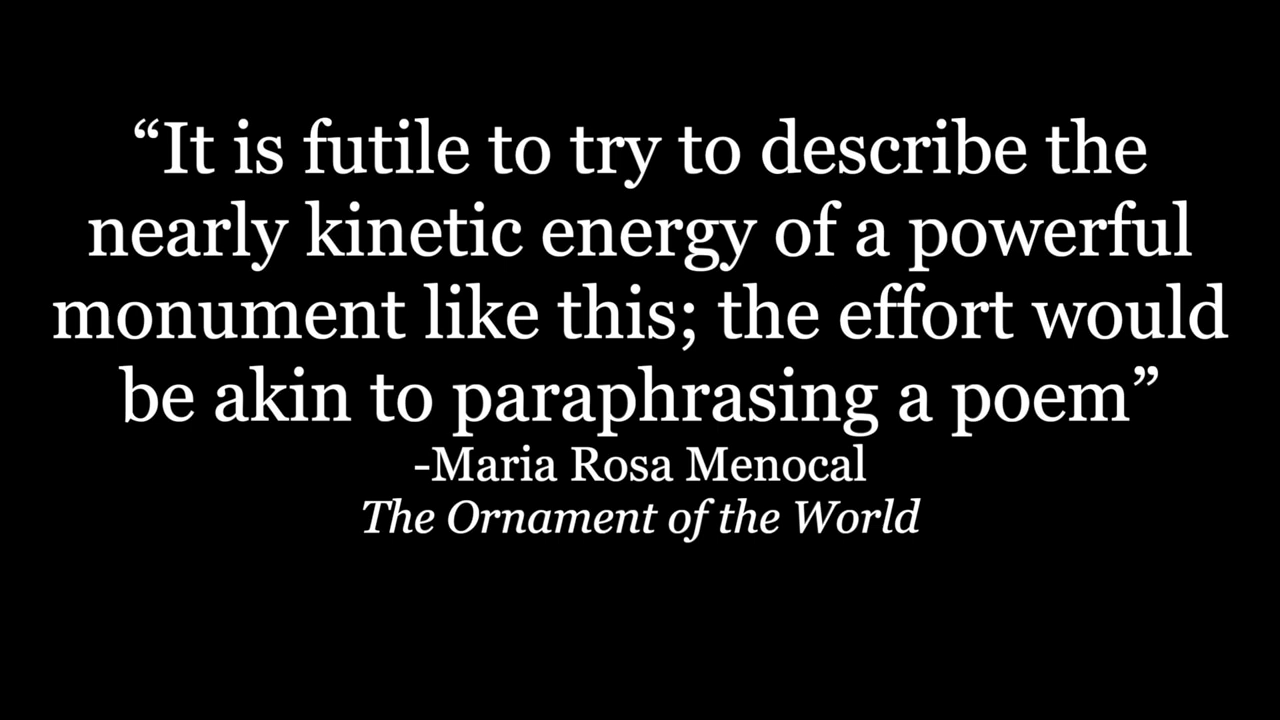 “It is futile to try to describe the
nearly kinetic energy of a powerful
monument like this; the effort would
be akin to paraphrasing a poem”
-Maria Rosa Menocal
The Ornament of the World